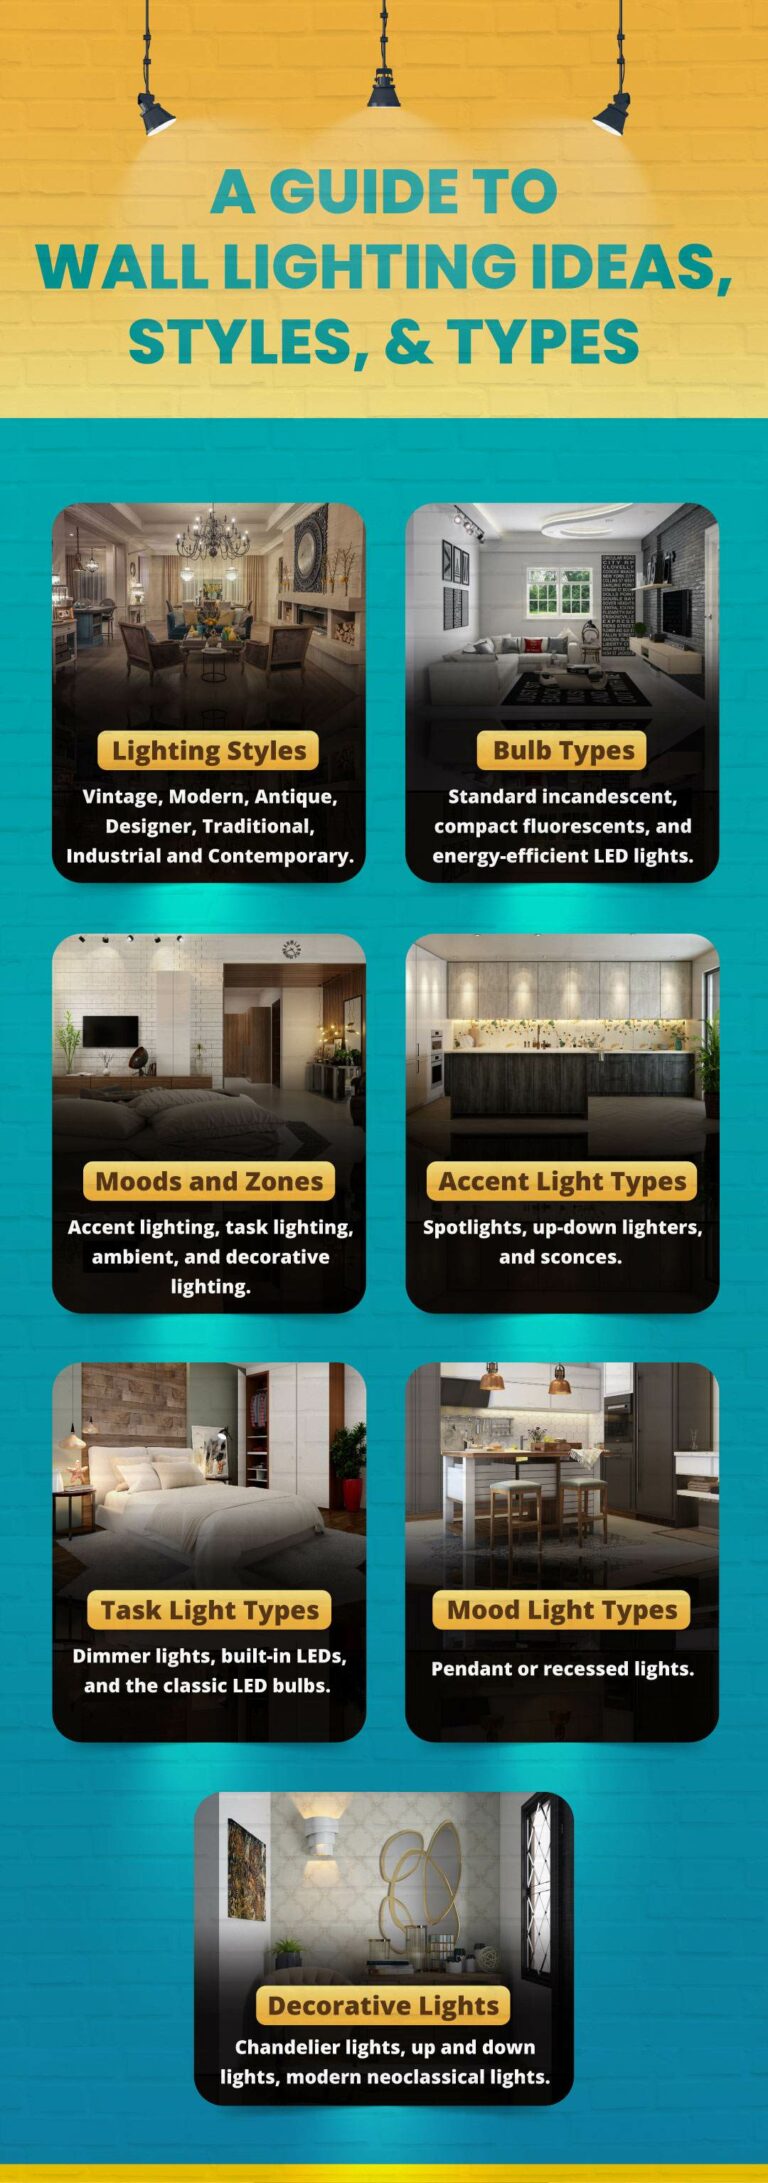 A GUIDE TO
WALL LIGHTING IDEAS,
STYLES, & TYPES
Lighting Styles
Vintage, Modern, Antique,
Designer, Traditional,
Industrial and Contemporary.
Bulb Types
Standard incandescent,
compact fluorescents, and
energy-efficient LED lights.
Moods and Zones
Accent lighting, task lighting,
ambient, and decorative
lighting.
Accent Light Types
Spotlights, up-down lighters,
and sconces.
Task Light Types
Dimmer lights, built-in LEDs,
and the classic LED bulbs.
Mood Light Types
Pendant or recessed lights.
Decorative Lights
Chandelier lights, up and down
lights, modern neoclassical lights.